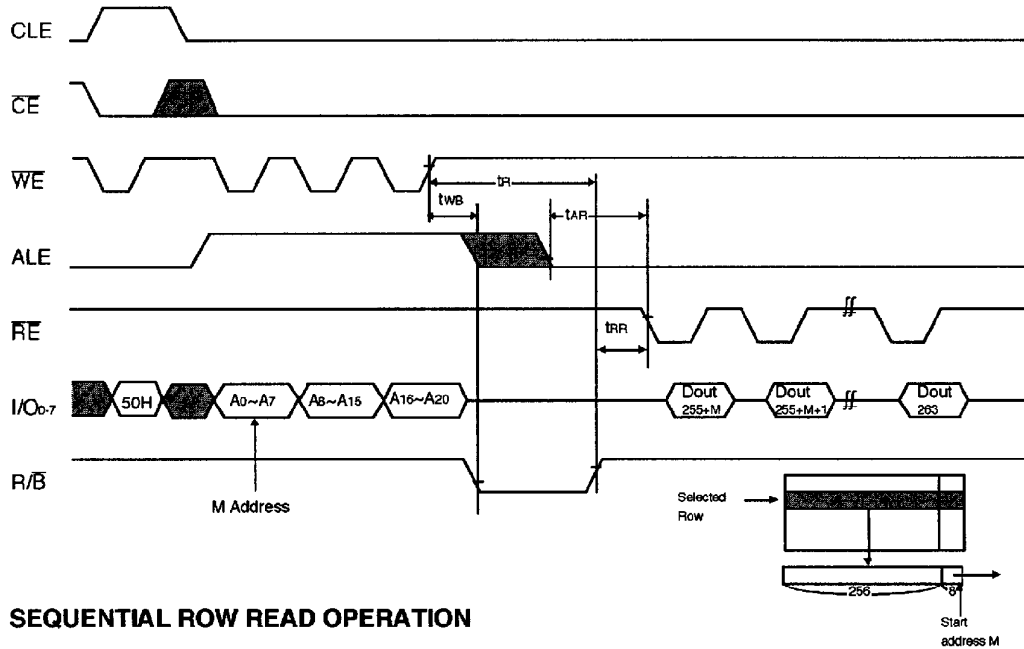 CLE
CE
WE
tR
tWB
tAR
ALE
RE
tRR
I/O0-7
50H
A0~A7
A8~A15
A16~A20
Dout
255+M
Dout
255+M+1
Dout
263
R/B
M Address
Selected
Row
256
8
Start
address M
SEQUENTIAL ROW READ OPERATION